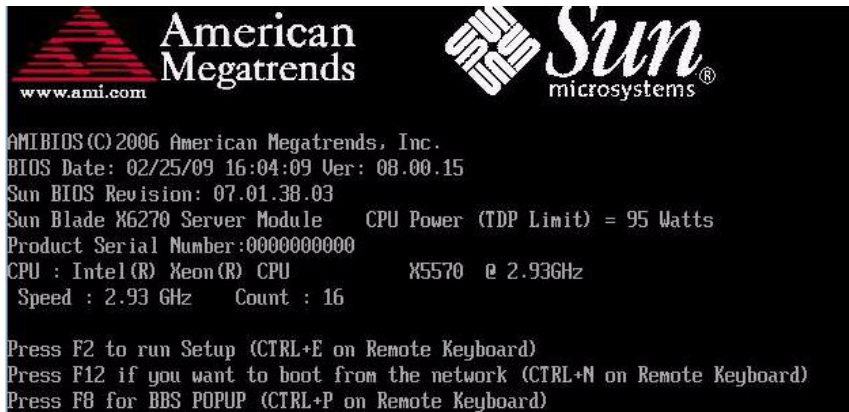 American
Megatrends
www.ami.com
Sun®
microsystems
AMIBIOS(C)2006 American Megatrends, Inc.
BIOS Date: 02/25/09 16:04:09 Ver: 08.00.15
Sun BIOS Revision: 07.01.38.03
Sun Blade X6270 Server Module CPU Power (TDP Limit) = 95 Watts
Product Serial Number:0000000000
CPU : Intel(R) Xeon(R) CPU X5570 @ 2.93GHz
Speed : 2.93 GHz Count : 16
Press F2 to run Setup (CTRL+E on Remote Keyboard)
Press F12 if you want to boot from the network (CTRL+N on Remote Keyboard)
Press F8 for BBS POPUP (CTRL+P on Remote Keyboard)